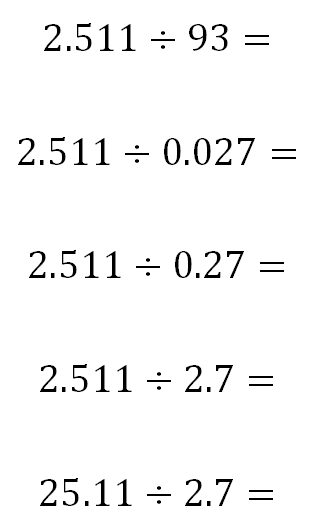 2.511 ÷ 93 =
2.511 ÷ 0.027 =
2.511 ÷ 0.27 =
2.511 ÷ 2.7 =
25.11 ÷ 2.7 =